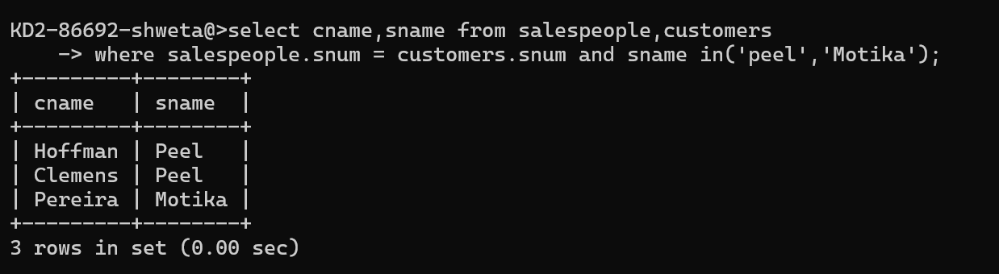 KD2-86692-shweta@>select cname,sname from salespeople,customers
    -> where salespeople.snum = customers.snum and sname in('peel','Motika');
+---------+--------+
| cname   | sname  |
+---------+--------+
| Hoffman | Peel   |
| Clemens | Peel   |
| Pereira | Motika |
+---------+--------+
3 rows in set (0.00 sec)